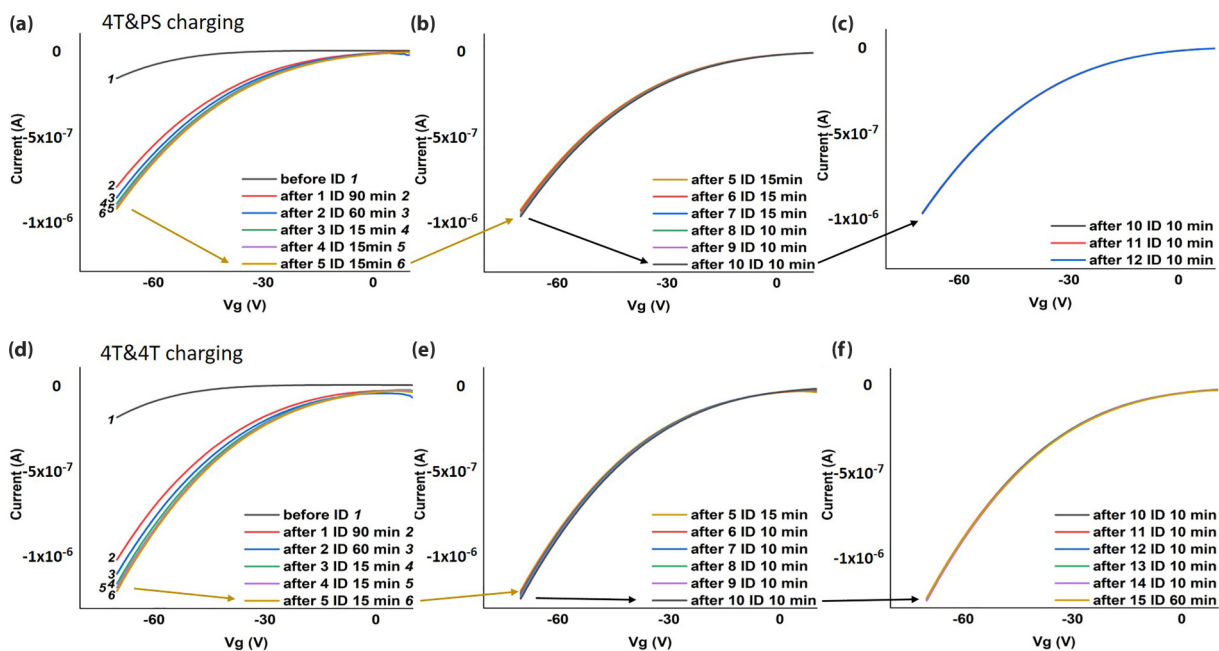 (a) 4T&PS charging
0
-5x10-7
-1x10-6
Current (A)
1
2
43
65
before ID 1
after 1 ID 90 min 2
after 2 ID 60 min 3
after 3 ID 15 min 4
after 4 ID 15min 5
after 5 ID 15min 6
-60 -30 0
Vg (V)
(b)
0
-5x10-7
-1x10-6
Current (A)
after 5 ID 15min
after 6 ID 15 min
after 7 ID 15 min
after 8 ID 10 min
after 9 ID 10 min
after 10 ID 10 min
-60 -30 0
Vg (V)
(c)
0
-5x10-7
-1x10-6
Current (A)
after 10 ID 10 min
after 11 ID 10 min
after 12 ID 10 min
-60 -30 0
Vg (V)
(d) 4T&4T charging
0
-5x10-7
-1x10-6
Current (A)
1
2
3
54
6
before ID 1
after 1 ID 90 min 2
after 2 ID 60 min 3
after 3 ID 15 min 4
after 4 ID 15 min 5
after 5 ID 15 min 6
-60 -30 0
Vg (V)
(e)
0
-5x10-7
-1x10-6
Current (A)
after 5 ID 15 min
after 6 ID 10 min
after 7 ID 10 min
after 8 ID 10 min
after 9 ID 10 min
after 10 ID 10 min
-60 -30 0
Vg (V)
(f)
0
-5x10-7
-1x10-6
Current (A)
after 10 ID 10 min
after 11 ID 10 min
after 12 ID 10 min
after 13 ID 10 min
after 14 ID 10 min
after 15 ID 60 min
-60 -30 0
Vg (V)